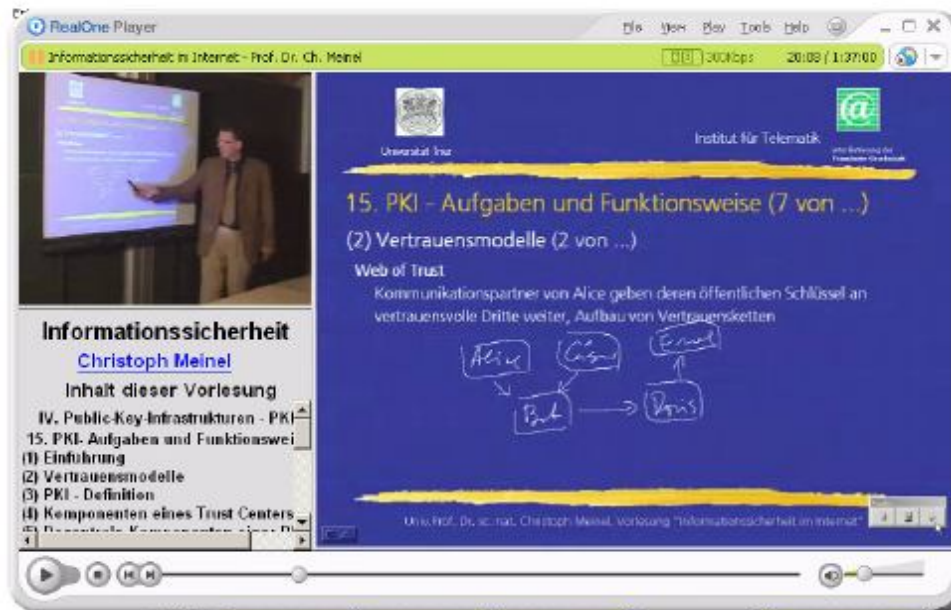 RealOne Player
File View Play Tools Help
Informationssicherheit im Internet - Prof. Dr. Ch. Meinel
300Kbps 20:09 / 1:37:00
Universität Trier
Institut für Telematik
15. PKI - Aufgaben und Funktionsweise (7 von ...)
(2) Vertrauensmodelle (2 von ...)
Web of Trust
Kommunikationspartner von Alice geben deren öffentlichen Schlüssel an
vertrauensvolle Dritte weiter, Aufbau von Vertrauensketten
Alice
Bob
Doris
Univ.Prof. Dr. sc. nat. Christoph Meinel, Vorlesung "Informationssicherheit im Internet"
Informationssicherheit
Christoph Meinel
Inhalt dieser Vorlesung
IV. Public-Key-Infrastrukturen - PKI
15. PKI- Aufgaben und Funktionswei
(1) Einführung
(2) Vertrauensmodelle
(3) PKI - Definition
(4) Komponenten eines Trust Centers